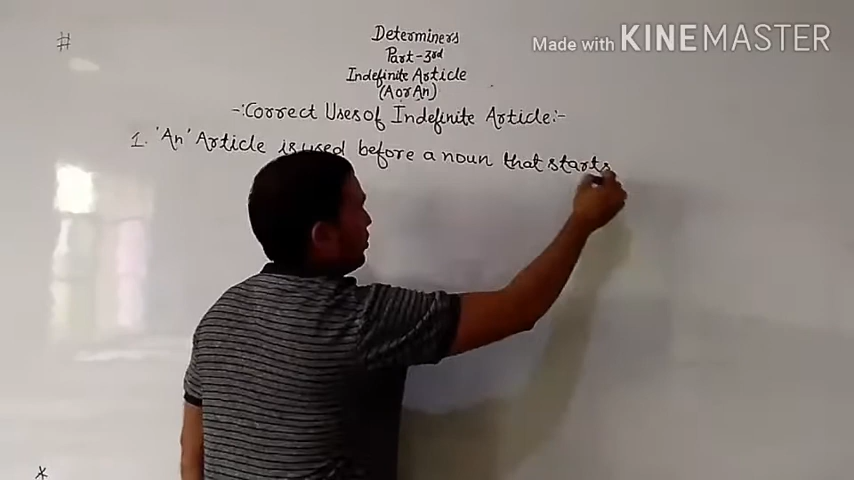 #
Determiners
Made with KINEMASTER
Part-3rd
Indefinite Article
(A or An)
-:Correct Uses of Indefinite Article:-
1. 'An' Article is used before a noun that starts
*